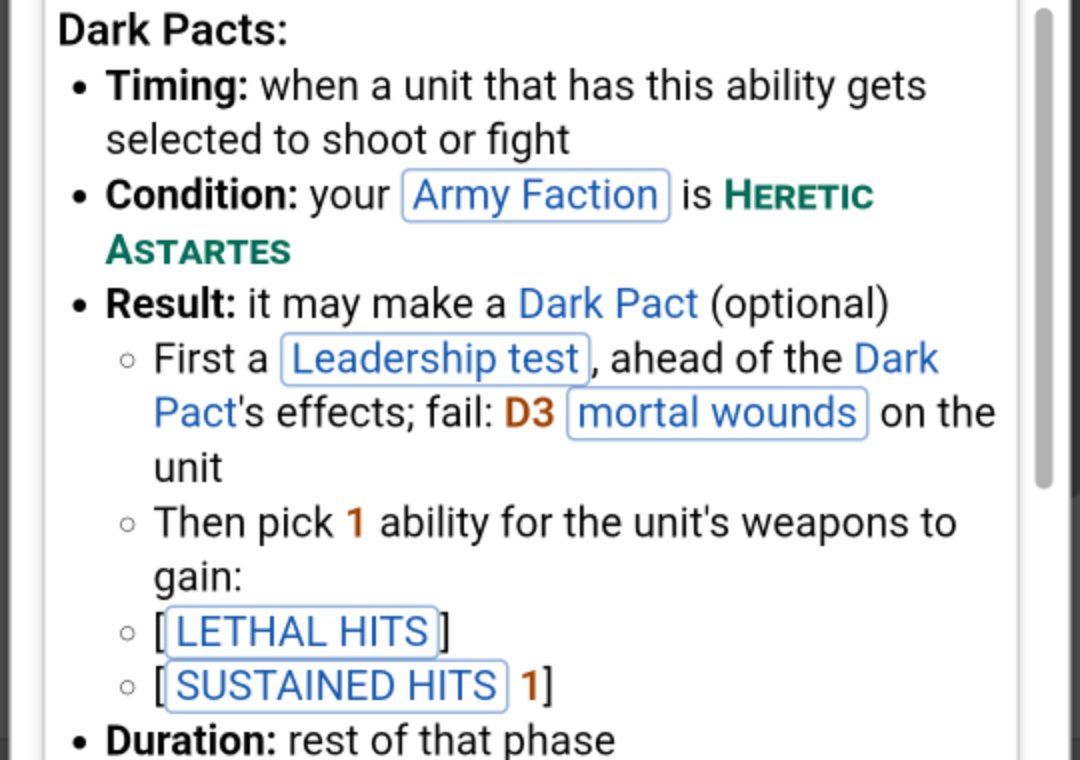 Dark Pacts:
• Timing: when a unit that has this ability gets
selected to shoot or fight
• Condition: your Army Faction is HERETIC
ASTARTES
• Result: it may make a Dark Pact (optional)
○ First a Leadership test, ahead of the Dark
Pact's effects; fail: D3 mortal wounds on the
unit
○ Then pick 1 ability for the unit's weapons to
gain:
○ [LETHAL HITS]
○ [SUSTAINED HITS 1]
• Duration: rest of that phase